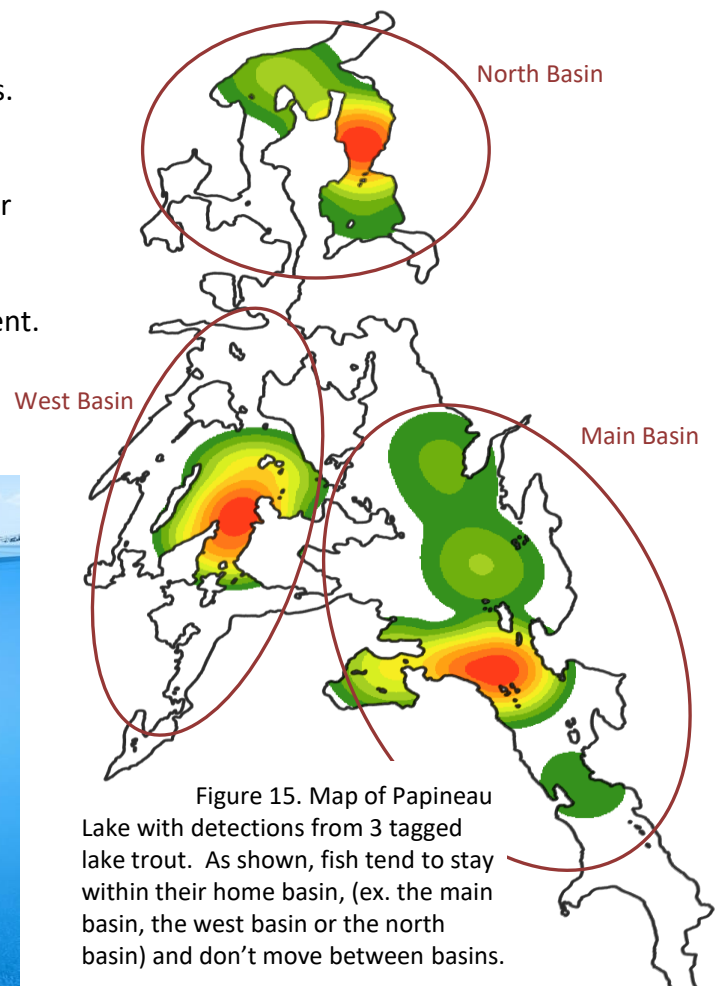 s.
r
ent.
North Basin
West Basin
Main Basin
Figure 15. Map of Papineau
Lake with detections from 3 tagged
lake trout.  As shown, fish tend to stay
within their home basin, (ex. the main
basin, the west basin or the north
basin) and don’t move between basins.